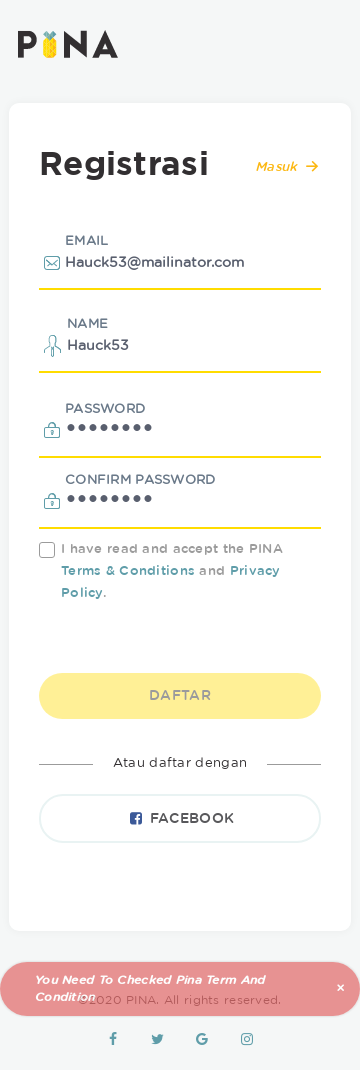 PINA
Registrasi
Masuk →
EMAIL
Hauck53@mailinator.com
NAME
Hauck53
PASSWORD
••••••••
CONFIRM PASSWORD
••••••••
I have read and accept the PINA
Terms & Conditions and Privacy
Policy.
DAFTAR
Atau daftar dengan
FACEBOOK
You Need To Checked Pina Term And
Condition
×
©2020 PINA. All rights reserved.